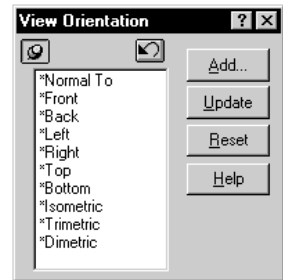 View Orientation ? ×
Add...
*Normal To
*Front
Update
*Back
*Left
Reset
*Right
*Top
*Bottom
Help
*Isometric
*Trimetric
*Dimetric